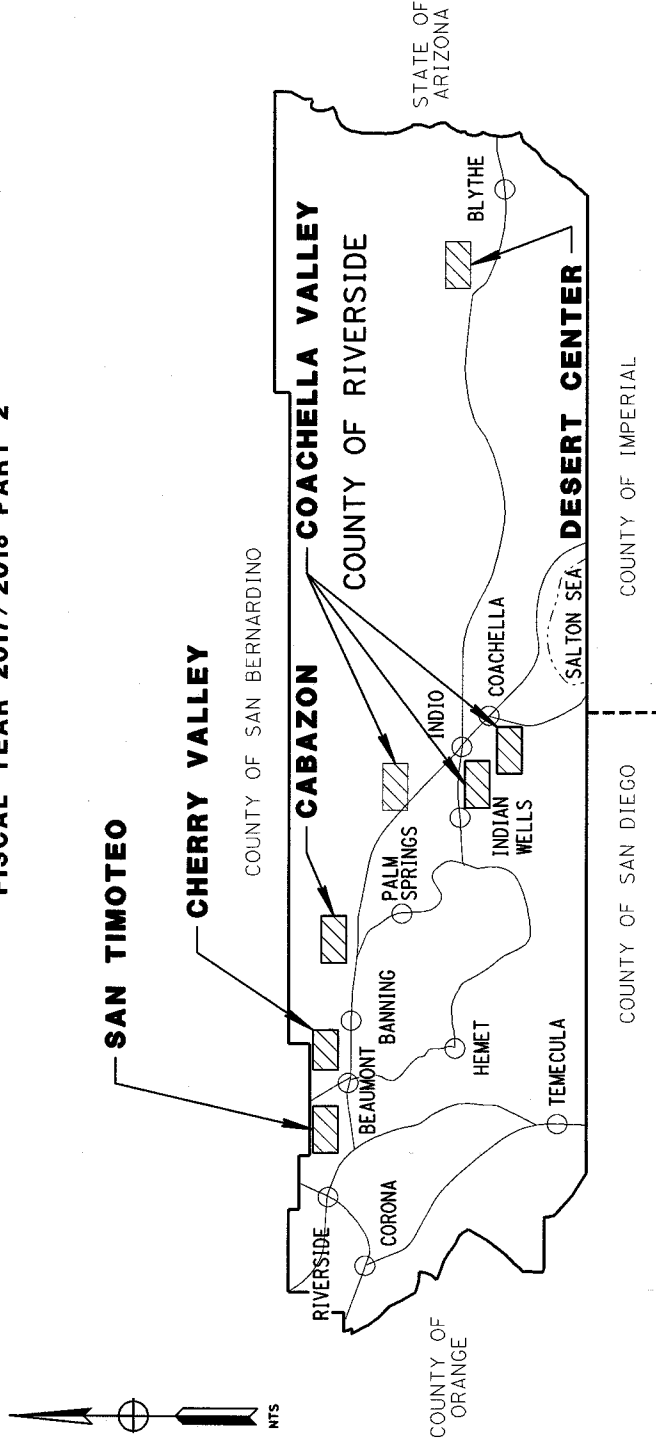 FISCAL YEAR 2017/2018 PART 2
SAN TIMOTEO
CHERRY VALLEY
COUNTY OF SAN BERNARDINO
CABAZON
COACHELLA VALLEY
COUNTY OF RIVERSIDE
STATE OF
ARIZONA
RIVERSIDE
CORONA
BEAUMONT
BANNING
PALM
SPRINGS
HEMET
TEMECULA
INDIAN
WELLS
INDIO
COACHELLA
SALTON SEA
DESERT CENTER
BLYTHE
COUNTY OF
ORANGE
COUNTY OF SAN DIEGO
COUNTY OF IMPERIAL
NTS